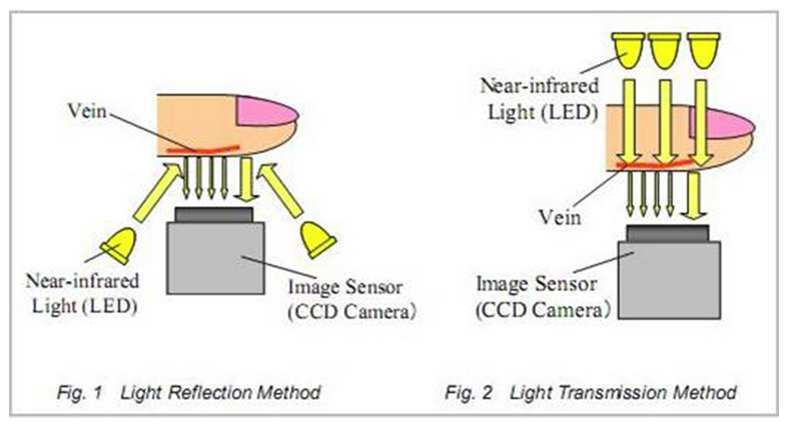 Vein
Near-infrared
Light (LED)
Image Sensor
(CCD Camera)
Fig. 1 Light Reflection Method
Near-infrared
Light (LED)
Vein
Image Sensor
(CCD Camera)
Fig. 2 Light Transmission Method